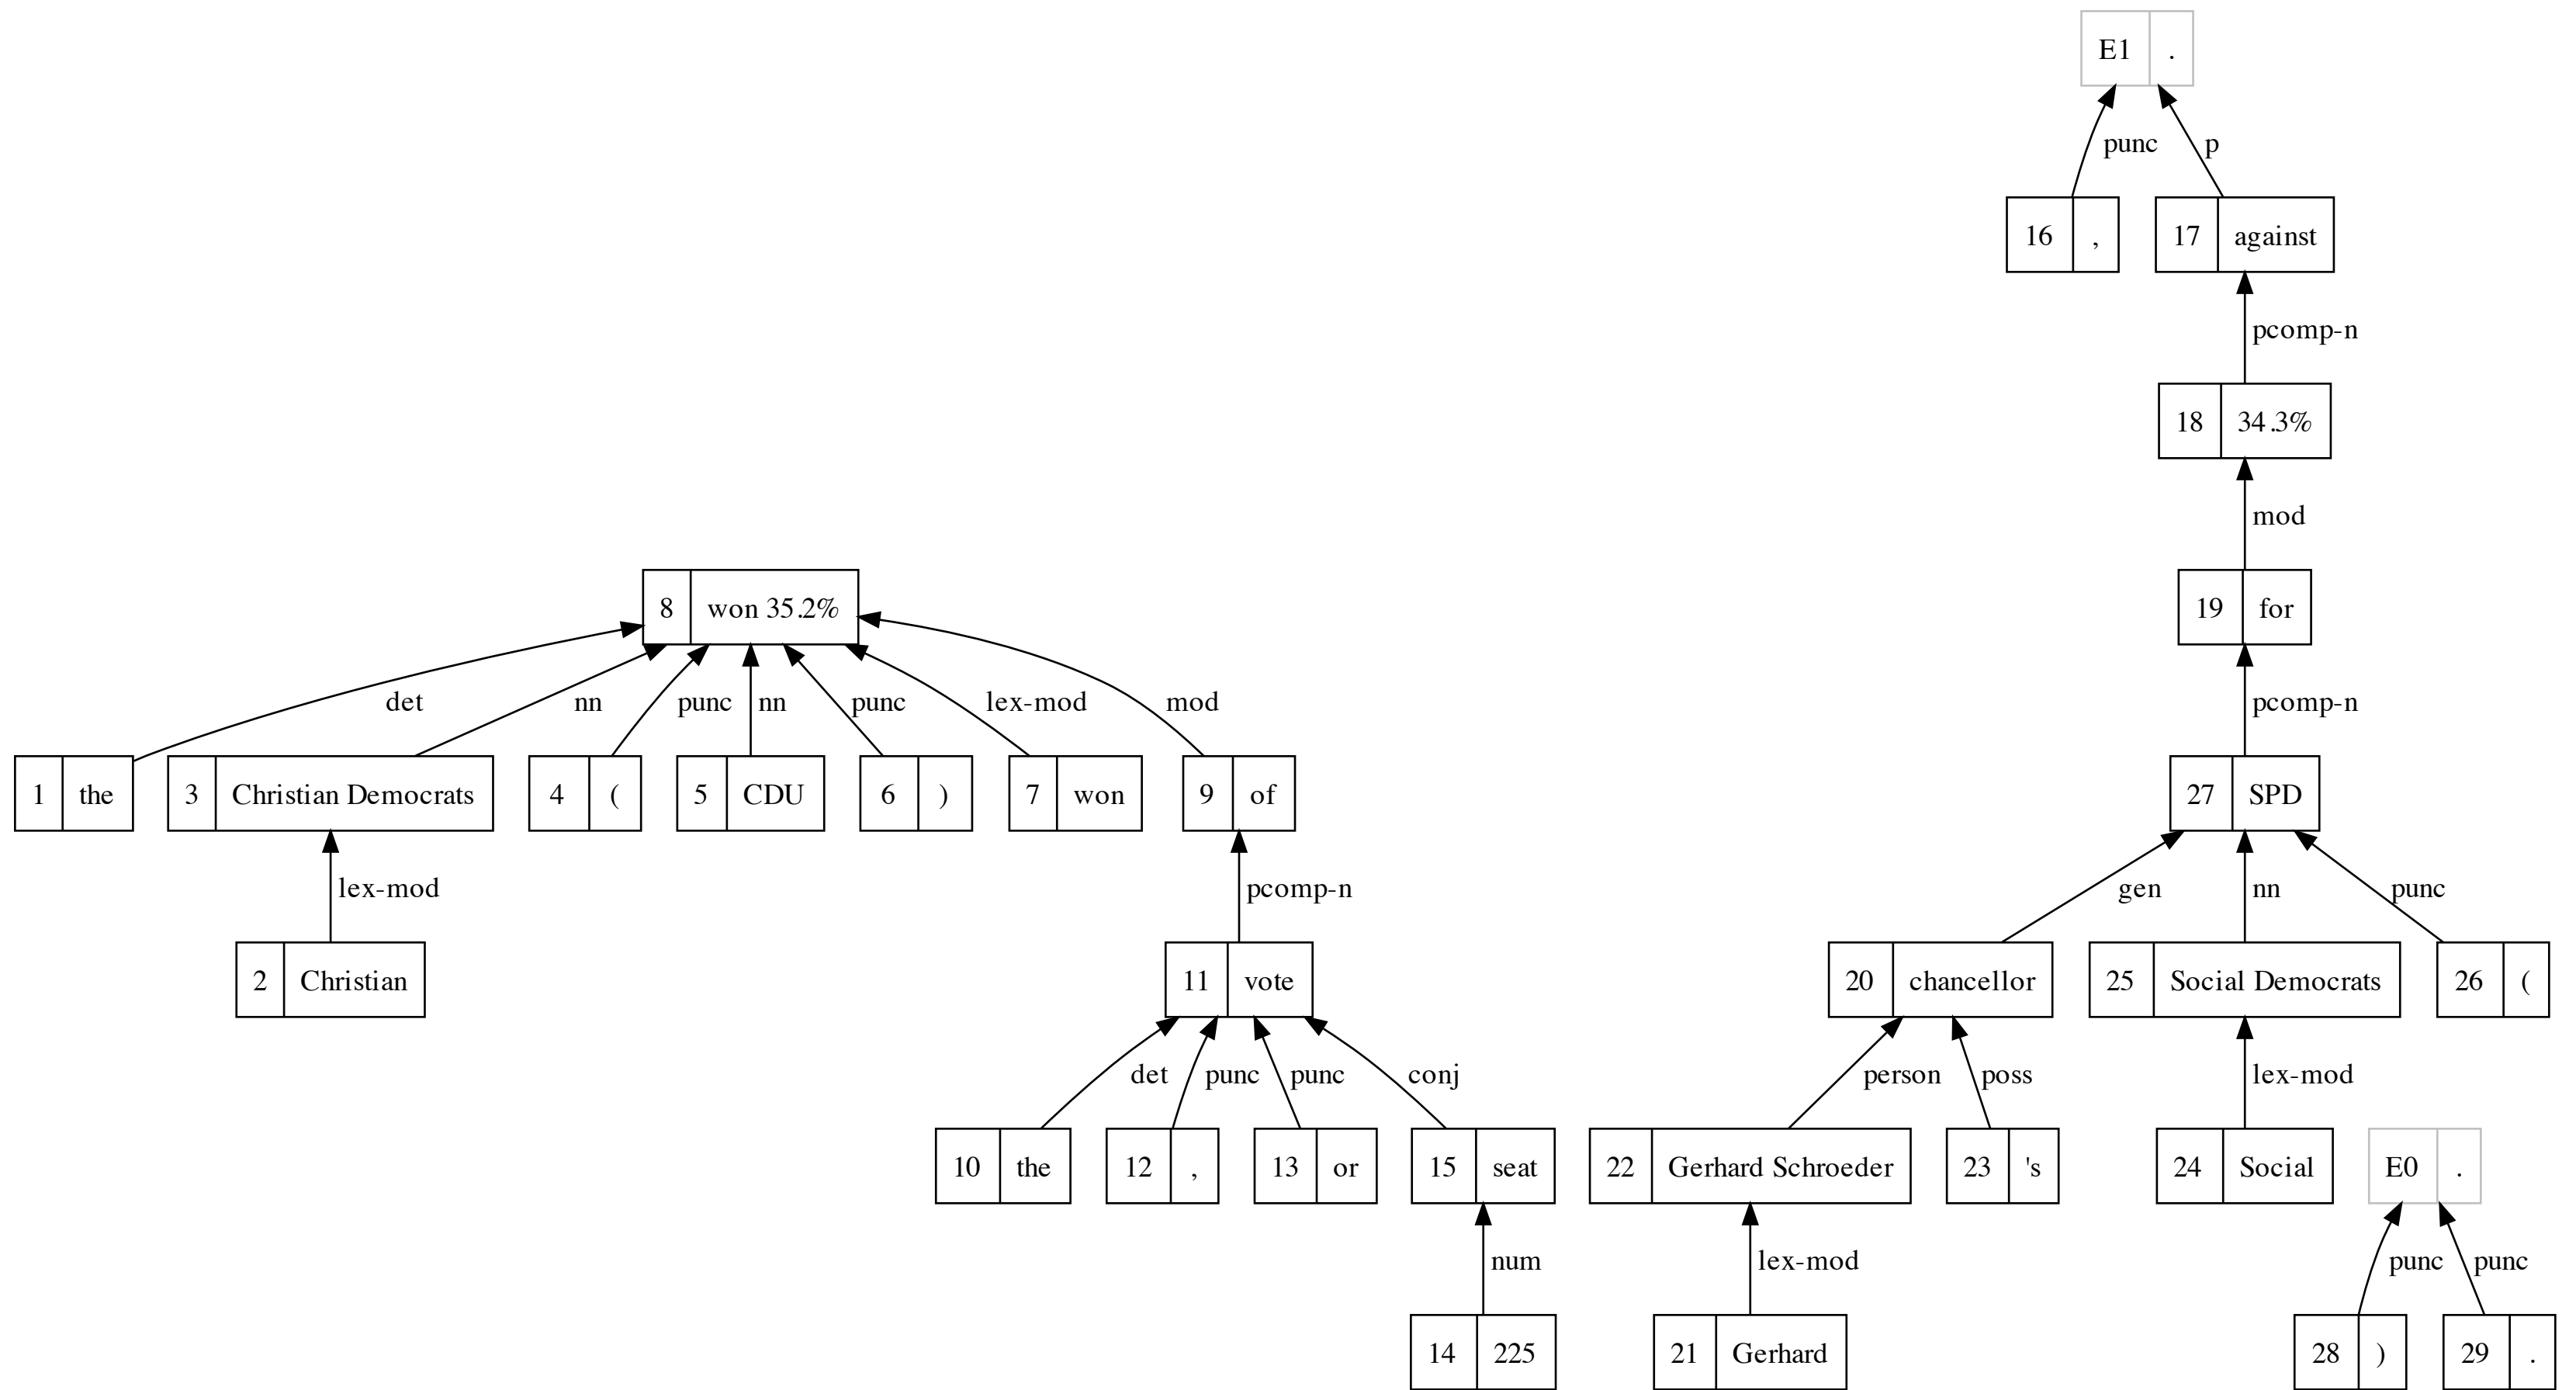 E1 .
punc p
16 , 17 against
pcomp-n
18 34.3%
mod
8 won 35.2% 19 for
det nn punc nn punc lex-mod mod pcomp-n
1 the 3 Christian Democrats 4 ( 5 CDU 6 ) 7 won 9 of 27 SPD
lex-mod pcomp-n gen nn punc
2 Christian 11 vote 20 chancellor 25 Social Democrats 26 (
det punc punc conj person poss lex-mod
10 the 12 , 13 or 15 seat 22 Gerhard Schroeder 23 's 24 Social E0 .
num lex-mod punc punc
14 225 21 Gerhard 28 ) 29 .